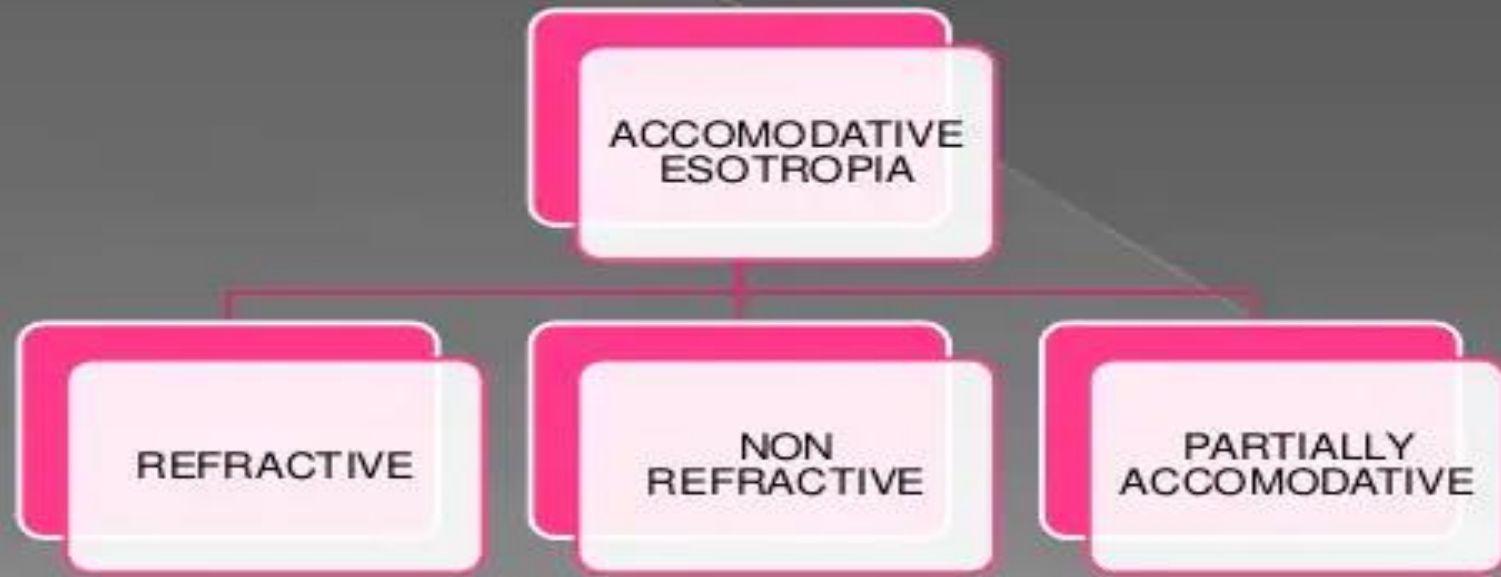 ACCOMODATIVE
ESOTROPIA
REFRACTIVE
NON
REFRACTIVE
PARTIALLY
ACCOMODATIVE